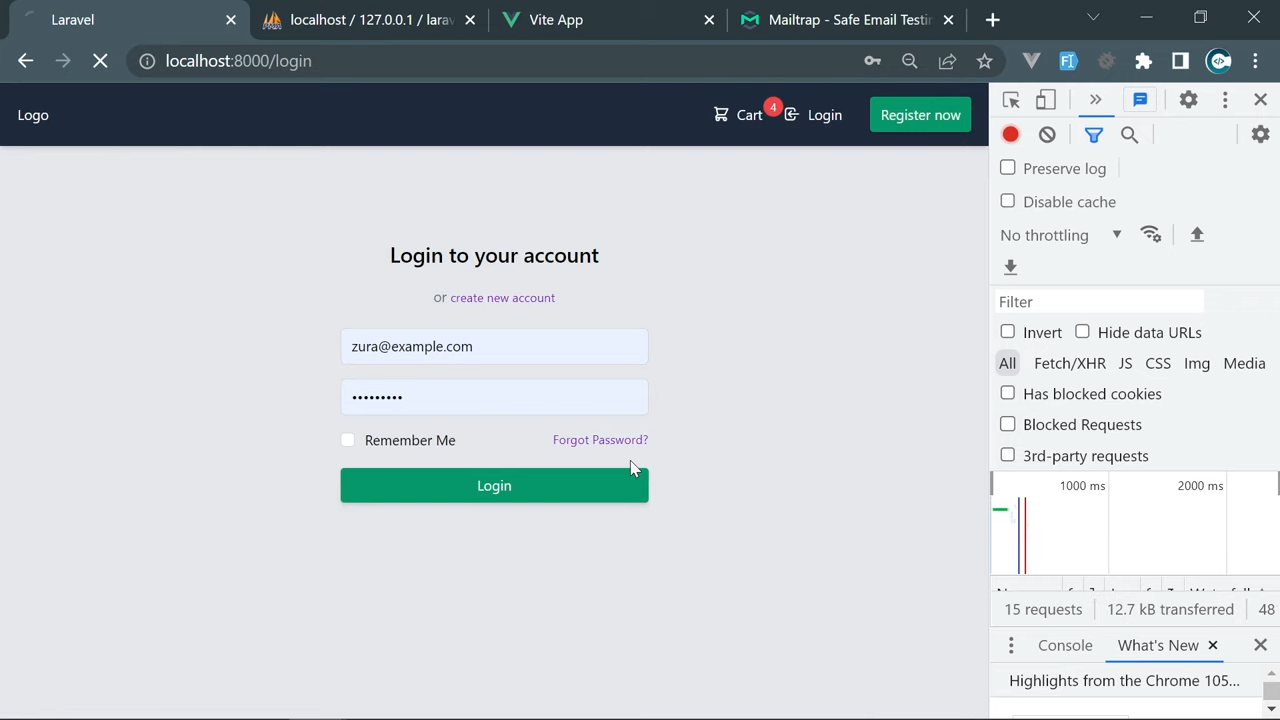 Laravel
localhost / 127.0.0.1 / larav
Vite App
Mailtrap - Safe Email Testin
localhost:8000/login
Logo
Cart
4
Login
Register now
Login to your account
or create new account
zura@example.com
Remember Me
Forgot Password?
Login
Preserve log
Disable cache
No throttling
Filter
Invert
Hide data URLs
All
Fetch/XHR
JS
CSS
Img
Media
Has blocked cookies
Blocked Requests
3rd-party requests
1000 ms
2000 ms
15 requests
12.7 kB transferred
48
Console
What's New
Highlights from the Chrome 105...